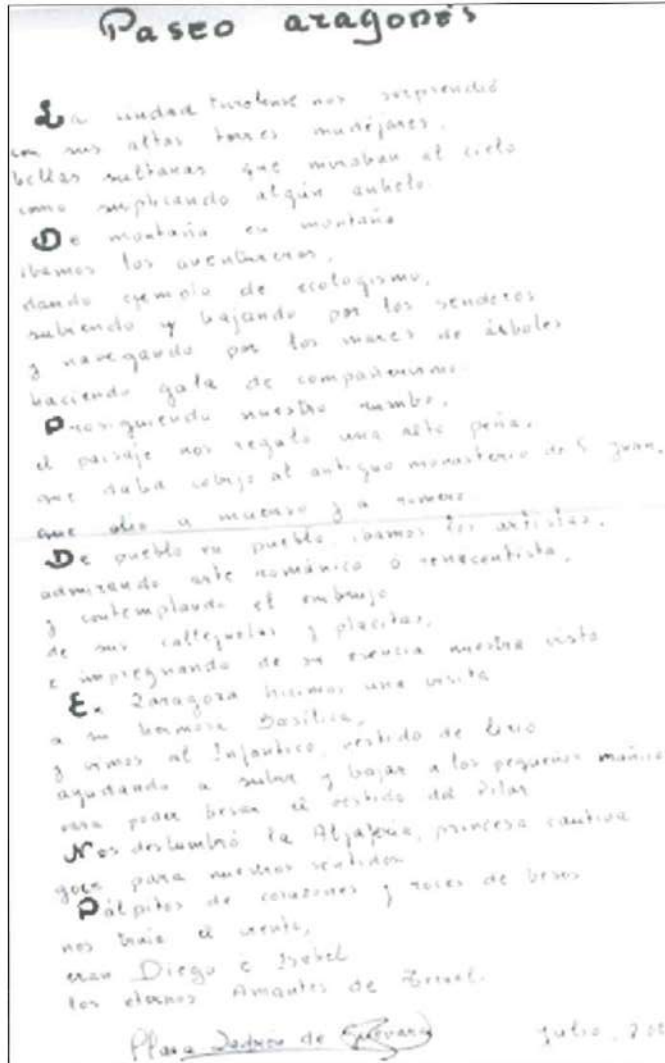 Paseo aragonés
La ciudad turolense nos sorprendió
con sus altas torres mudéjares,
bellas sultanas que miraban al cielo
como suplicando algún anhelo.
De montaña en montaña
íbamos los aventureros,
dando ejemplo de ecologismo,
subiendo y bajando por los senderos
y navegando por los mares de árboles
haciendo gala de compañerismo.
Prosiguiendo nuestro rumbo,
el paisaje nos regaló una alta peña,
que daba cobijo al antiguo monasterio de S. Juan,
que dio a y a
De pueblo en pueblo íbamos los artistas,
admirando arte románico o renacentista,
y contemplando el embrujo
de sus callejuelas y placitas,
e impregnando de su esencia nuestra vista
En Zaragoza hicimos una visita
a su hermosa Basílica,
y vimos al Infantico, vestido de
ayudando a subir y bajar a los pequeños
para poder besar el vestido del Pilar
Nos deslumbró la Aljafería, princesa cautiva
goce para nuestros sentidos
Pálpitos de corazones y roces de besos
nos traía el viento,
eran Diego e Isabel
los eternos Amantes de Teruel.
de Guevara Julio,